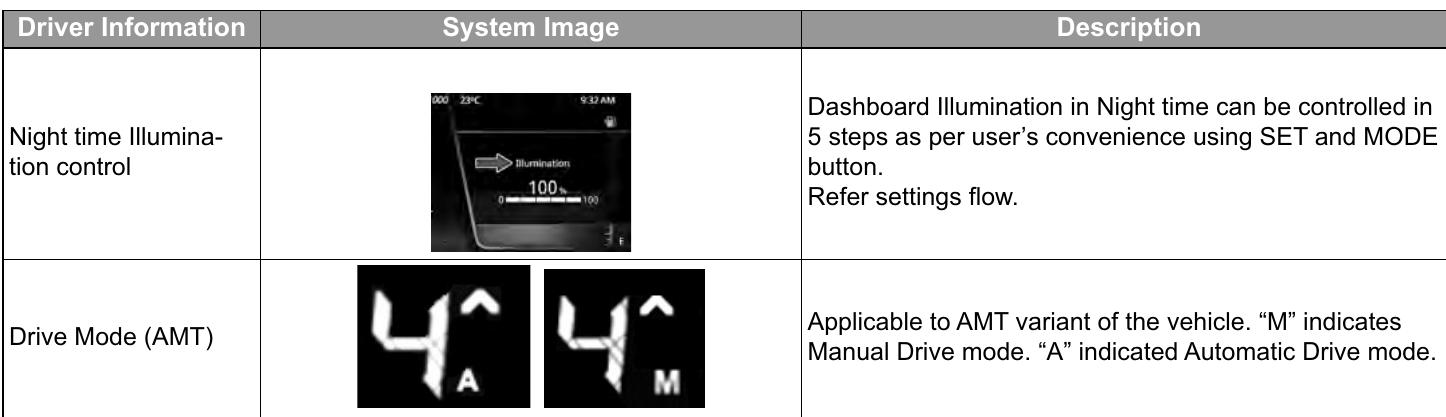 Driver Information
System Image
Description
Night time Illumina-
tion control
000 23°C 9:32 AM
Illumination
100 %
0 100
E
Dashboard Illumination in Night time can be controlled in
5 steps as per user’s convenience using SET and MODE
button.
Refer settings flow.
Drive Mode (AMT)
4
A
4
M
Applicable to AMT variant of the vehicle. “M” indicates
Manual Drive mode. “A” indicated Automatic Drive mode.